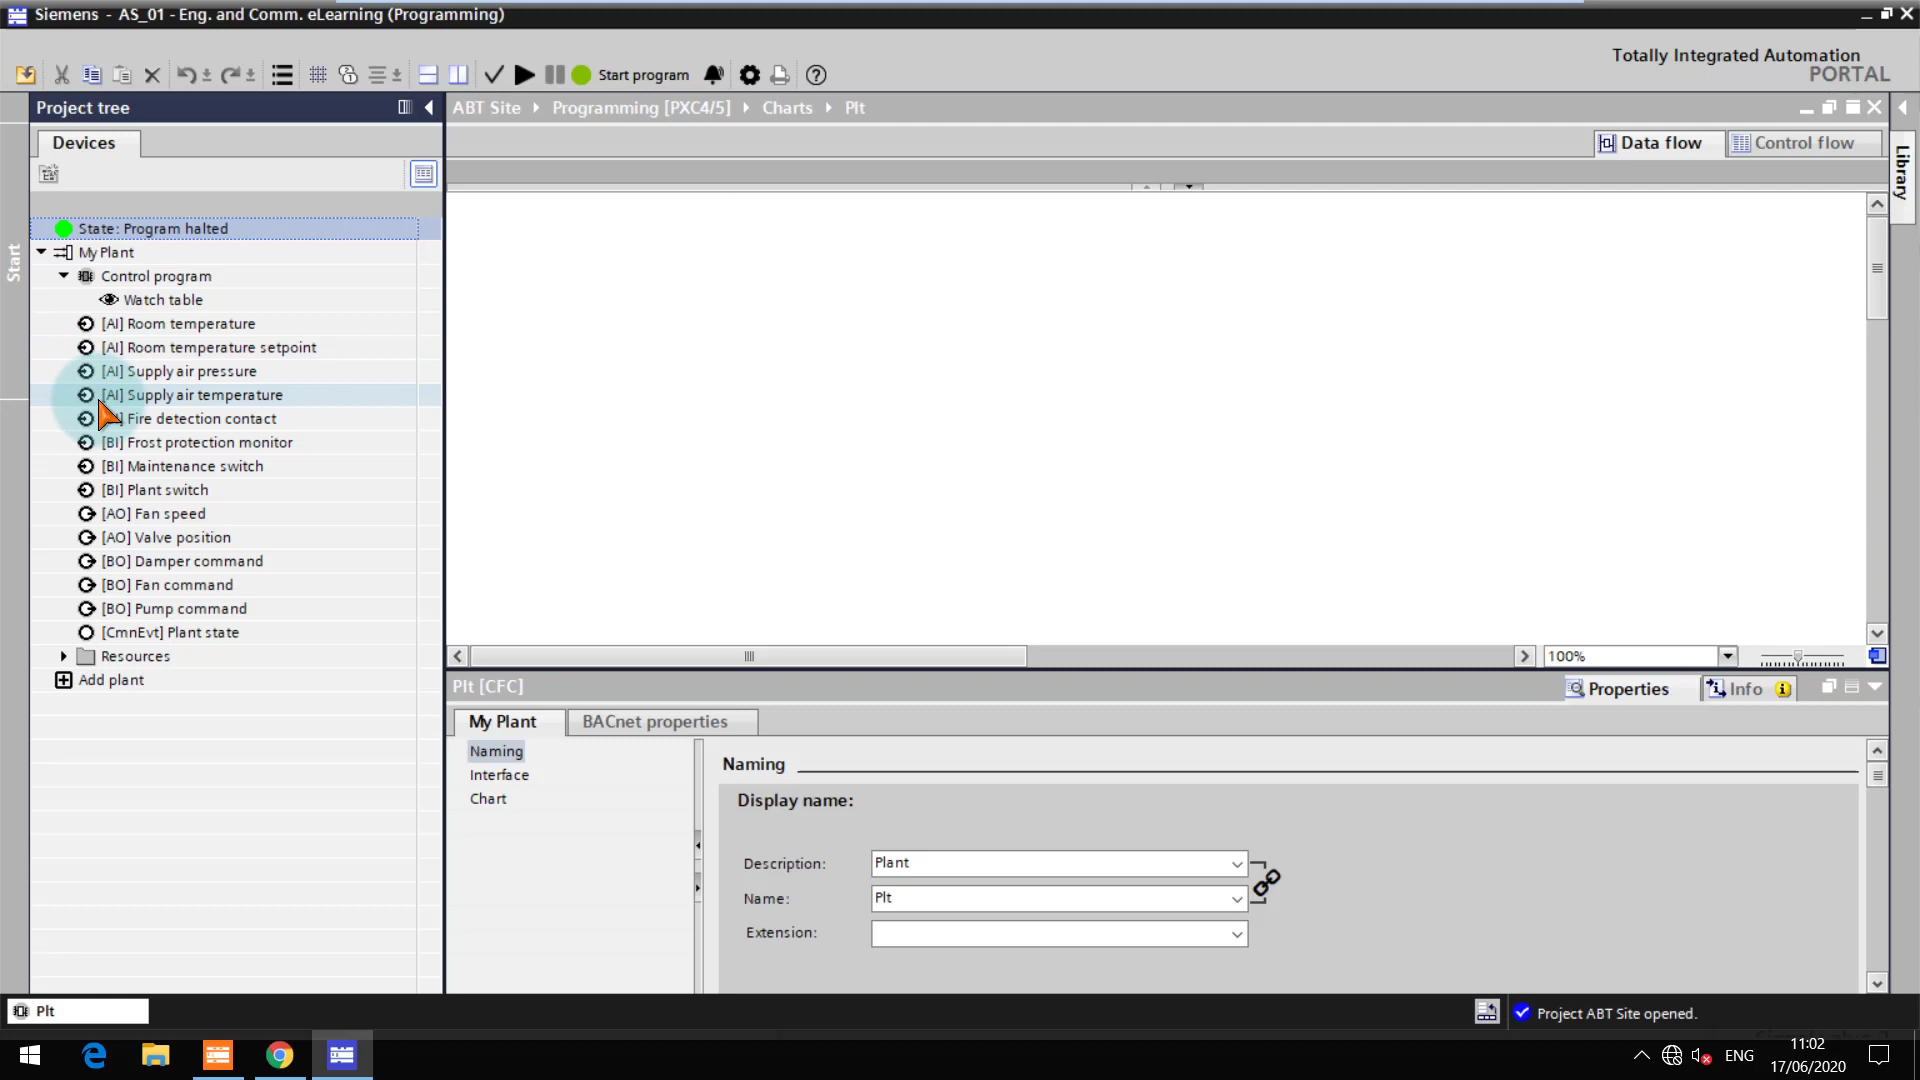 Siemens - AS_01 - Eng. and Comm. eLearning (Programming)
Totally Integrated Automation
PORTAL
Start program
Project tree
ABT Site
Programming [PXC4/5]
Charts
Plt
Devices
Data flow
Control flow
Library
Start
State: Program halted
My Plant
Control program
Watch table
[AI] Room temperature
[AI] Room temperature setpoint
[AI] Supply air pressure
[AI] Supply air temperature
Fire detection contact
[BI] Frost protection monitor
[BI] Maintenance switch
[BI] Plant switch
[AO] Fan speed
[AO] Valve position
[BO] Damper command
[BO] Fan command
[BO] Pump command
[CmnEvt] Plant state
Resources
Add plant
100%
Plt [CFC]
Properties
Info
My Plant
BACnet properties
Naming
Interface
Chart
Naming
Display name:
Description:
Plant
Name:
Plt
Extension:
Plt
Project ABT Site opened.
ENG
11:02
17/06/2020